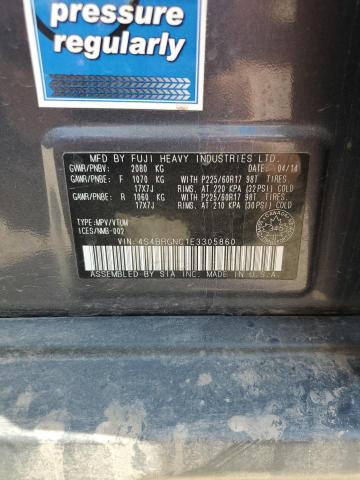 pressure
regularly
MFD. BY FUJI HEAVY INDUSTRIES LTD.
GVWR/PNBV: 2080 KG DATE: 04/14
GAWR/PNBE: F 1070 KG WITH P225/60R17 98T TIRES,
17X7J RIMS, AT 220 KPA (32PSI) COLD
GAWR/PNBE: R 1060 KG WITH P225/60R17 98T TIRES,
17X7J RIMS, AT 210 KPA (30PSI) COLD
TYPE:MPV/VTUM
ICES/NMB-002
VIN: 4S4BRGNC1E3305860
ASSEMBLED BY SIA INC. MADE IN U.S.A.